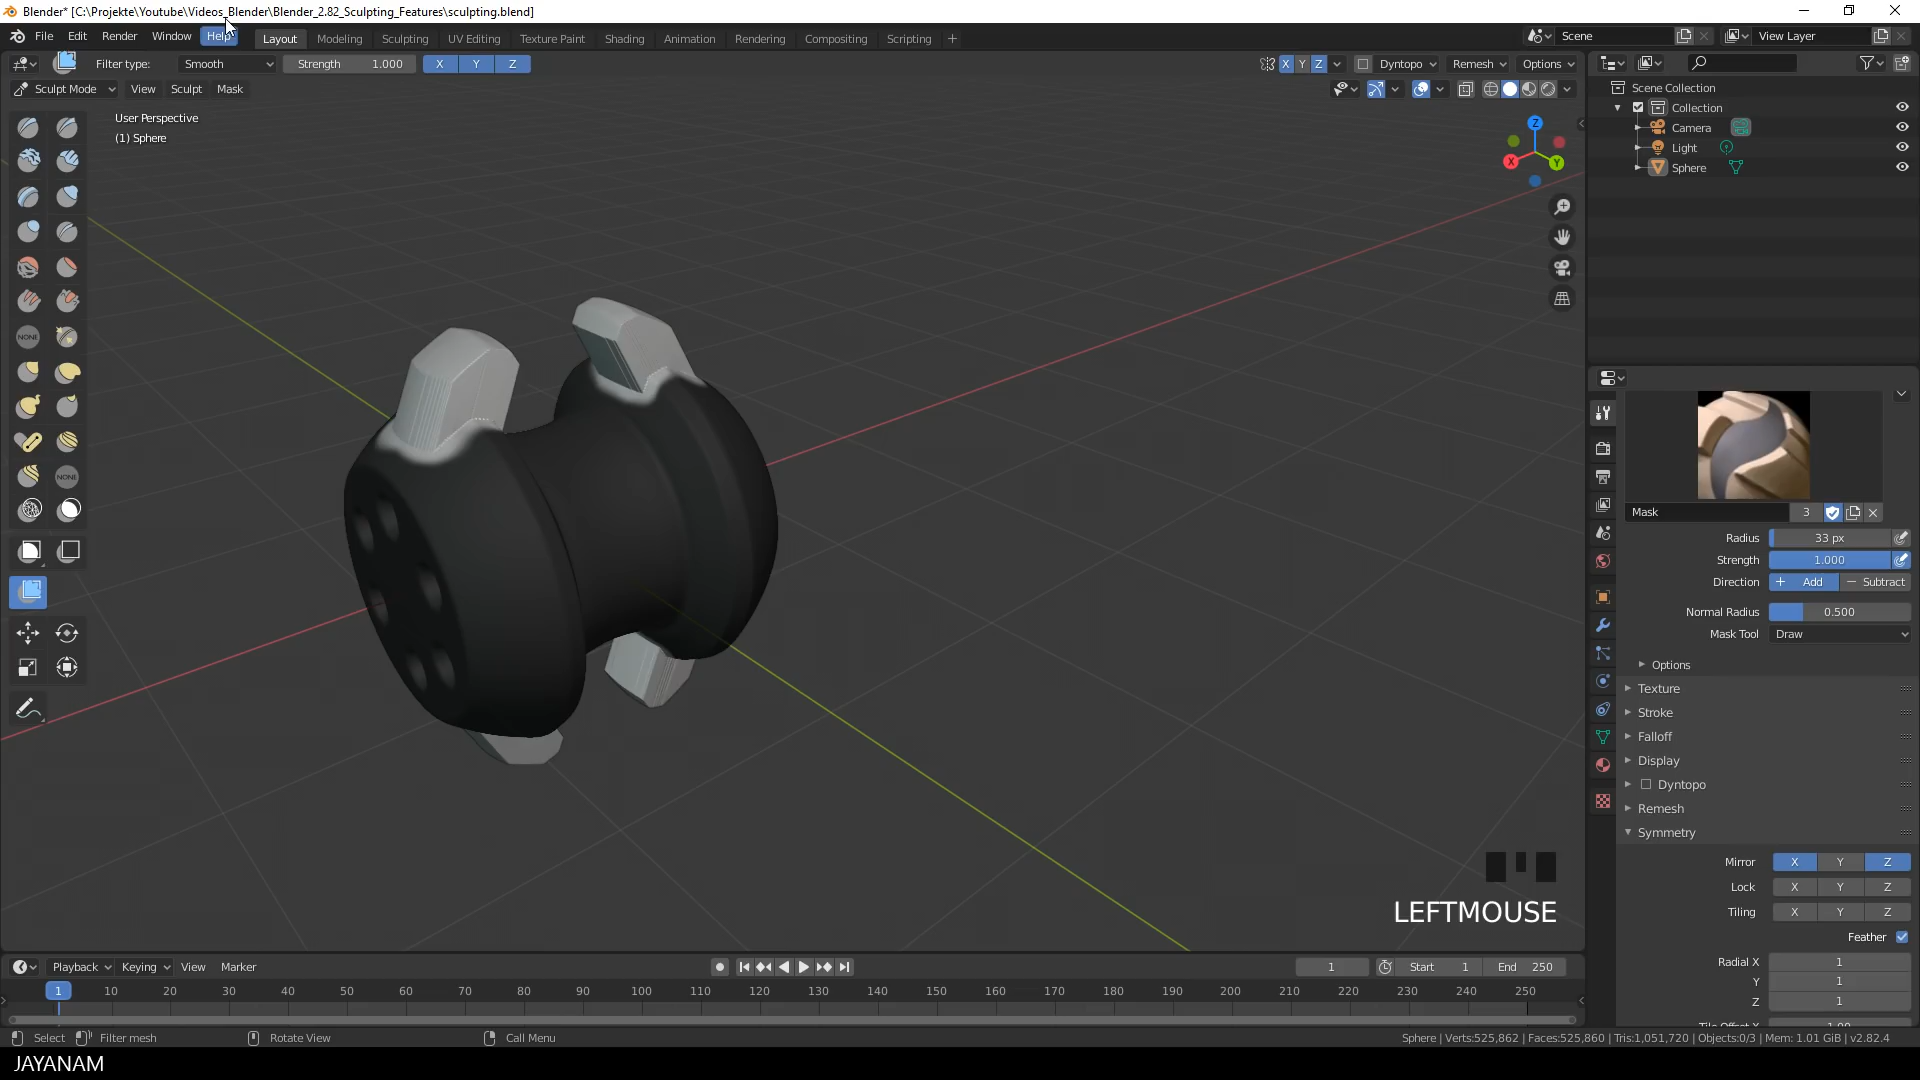 Blender* [C:\Projekte\Youtube\Videos_Blender\Blender_2.82_Sculpting_Features\sculpting.blend]
File Edit Render Window Help Layout Modeling Sculpting UV Editing Texture Paint Shading Animation Rendering Compositing Scripting + Scene View Layer
Filter type: Smooth Strength 1.000 X Y Z X Y Z Dyntopo Remesh Options
Sculpt Mode View Sculpt Mask
User Perspective
(1) Sphere
Z
X
Y
NONE
NONE
LEFTMOUSE
Scene Collection
Collection
Camera
Light
Sphere
Mask 3
Radius 33 px
Strength 1.000
Direction + Add − Subtract
Normal Radius 0.500
Mask Tool Draw
Options
Texture
Stroke
Falloff
Display
Dyntopo
Remesh
Symmetry
Mirror X Y Z
Lock X Y Z
Tiling X Y Z
Feather
Radial X 1
Y 1
Z 1
Tile Offset X 1.00
Playback Keying View Marker 1 Start 1 End 250
1 10 20 30 40 50 60 70 80 90 100 110 120 130 140 150 160 170 180 190 200 210 220 230 240 250
Select Filter mesh Rotate View Call Menu Sphere | Verts:525,862 | Faces:525,860 | Tris:1,051,720 | Objects:0/3 | Mem: 1.01 GiB | v2.82.4
JAYANAM